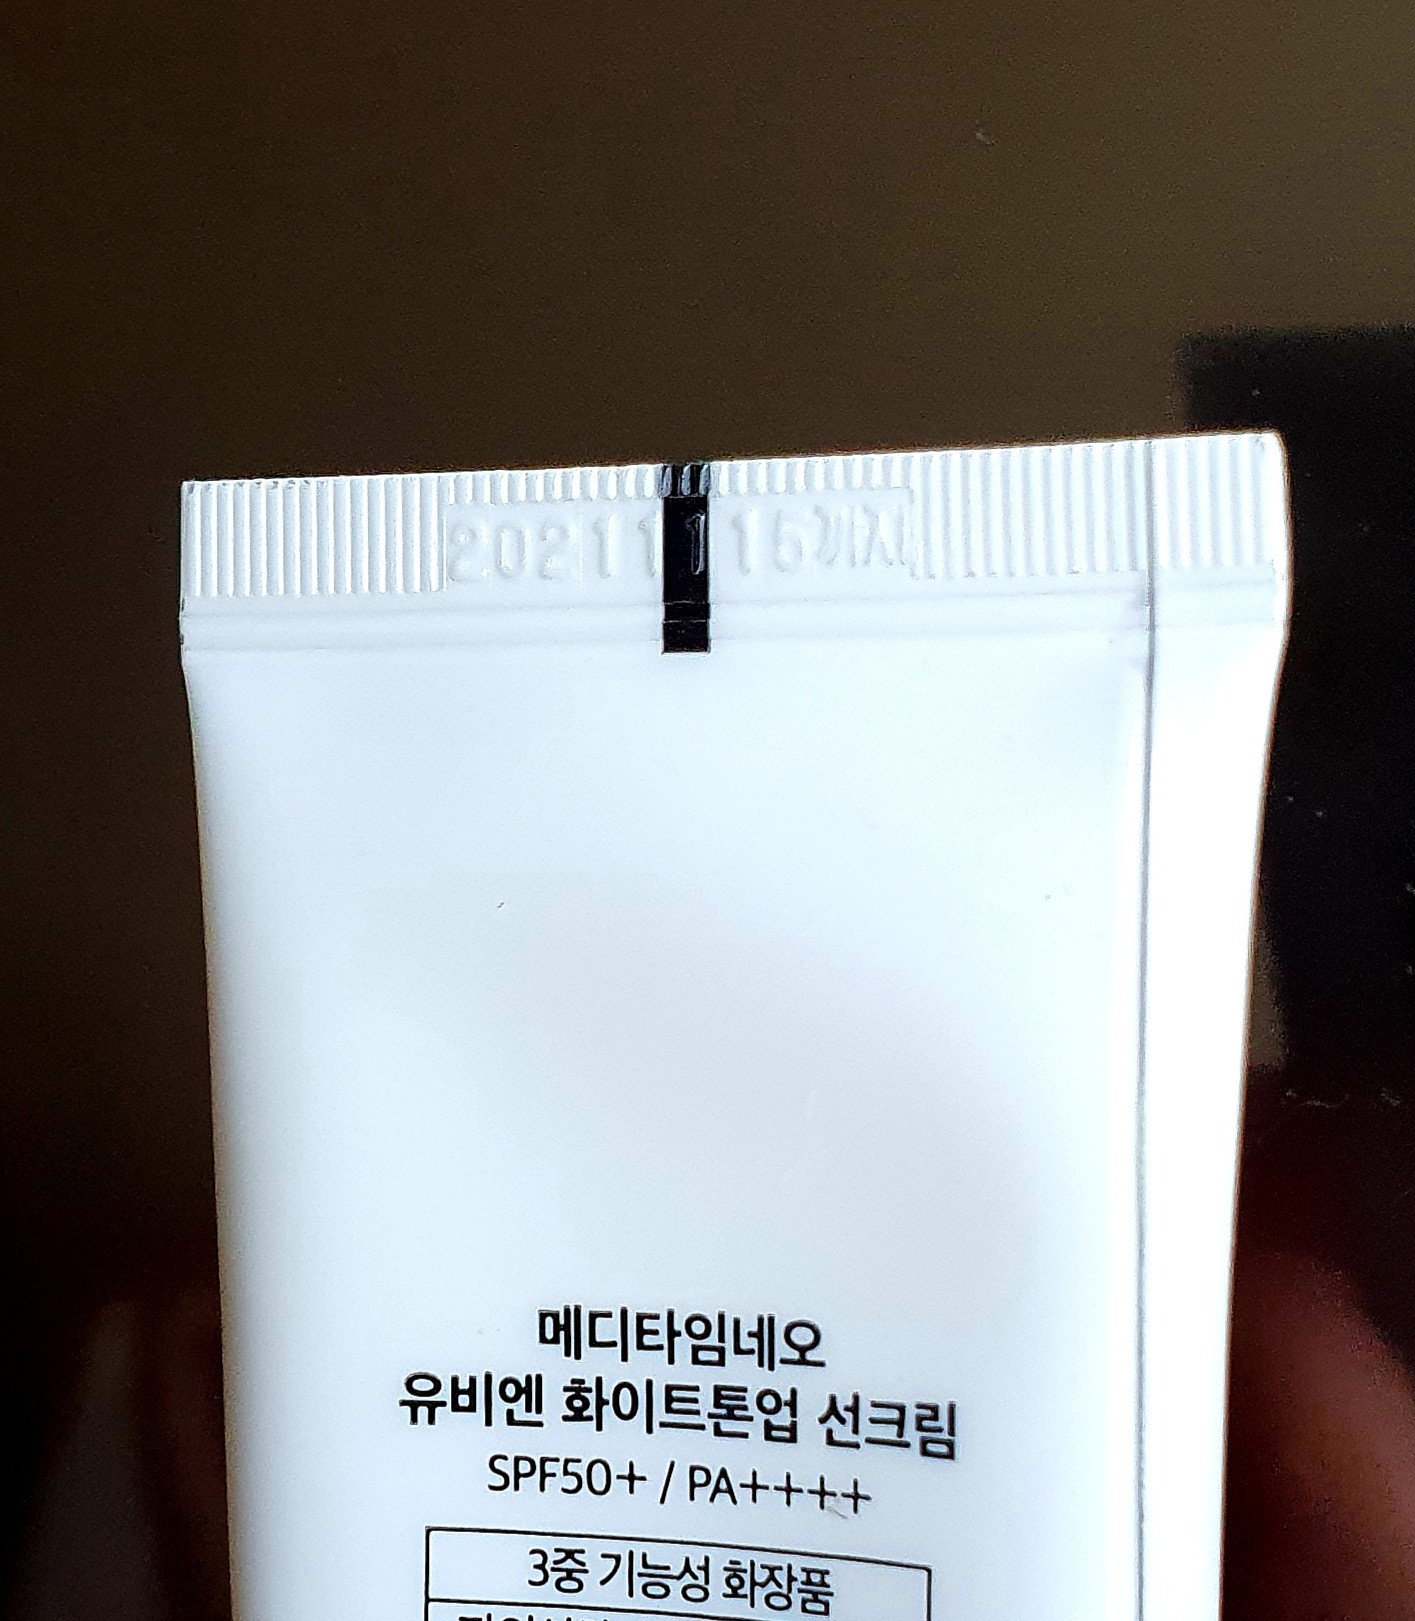 20211115까지
메디타임네오
유비엔 화이트톤업 선크림
SPF50+ / PA++++
3중 기능성 화장품